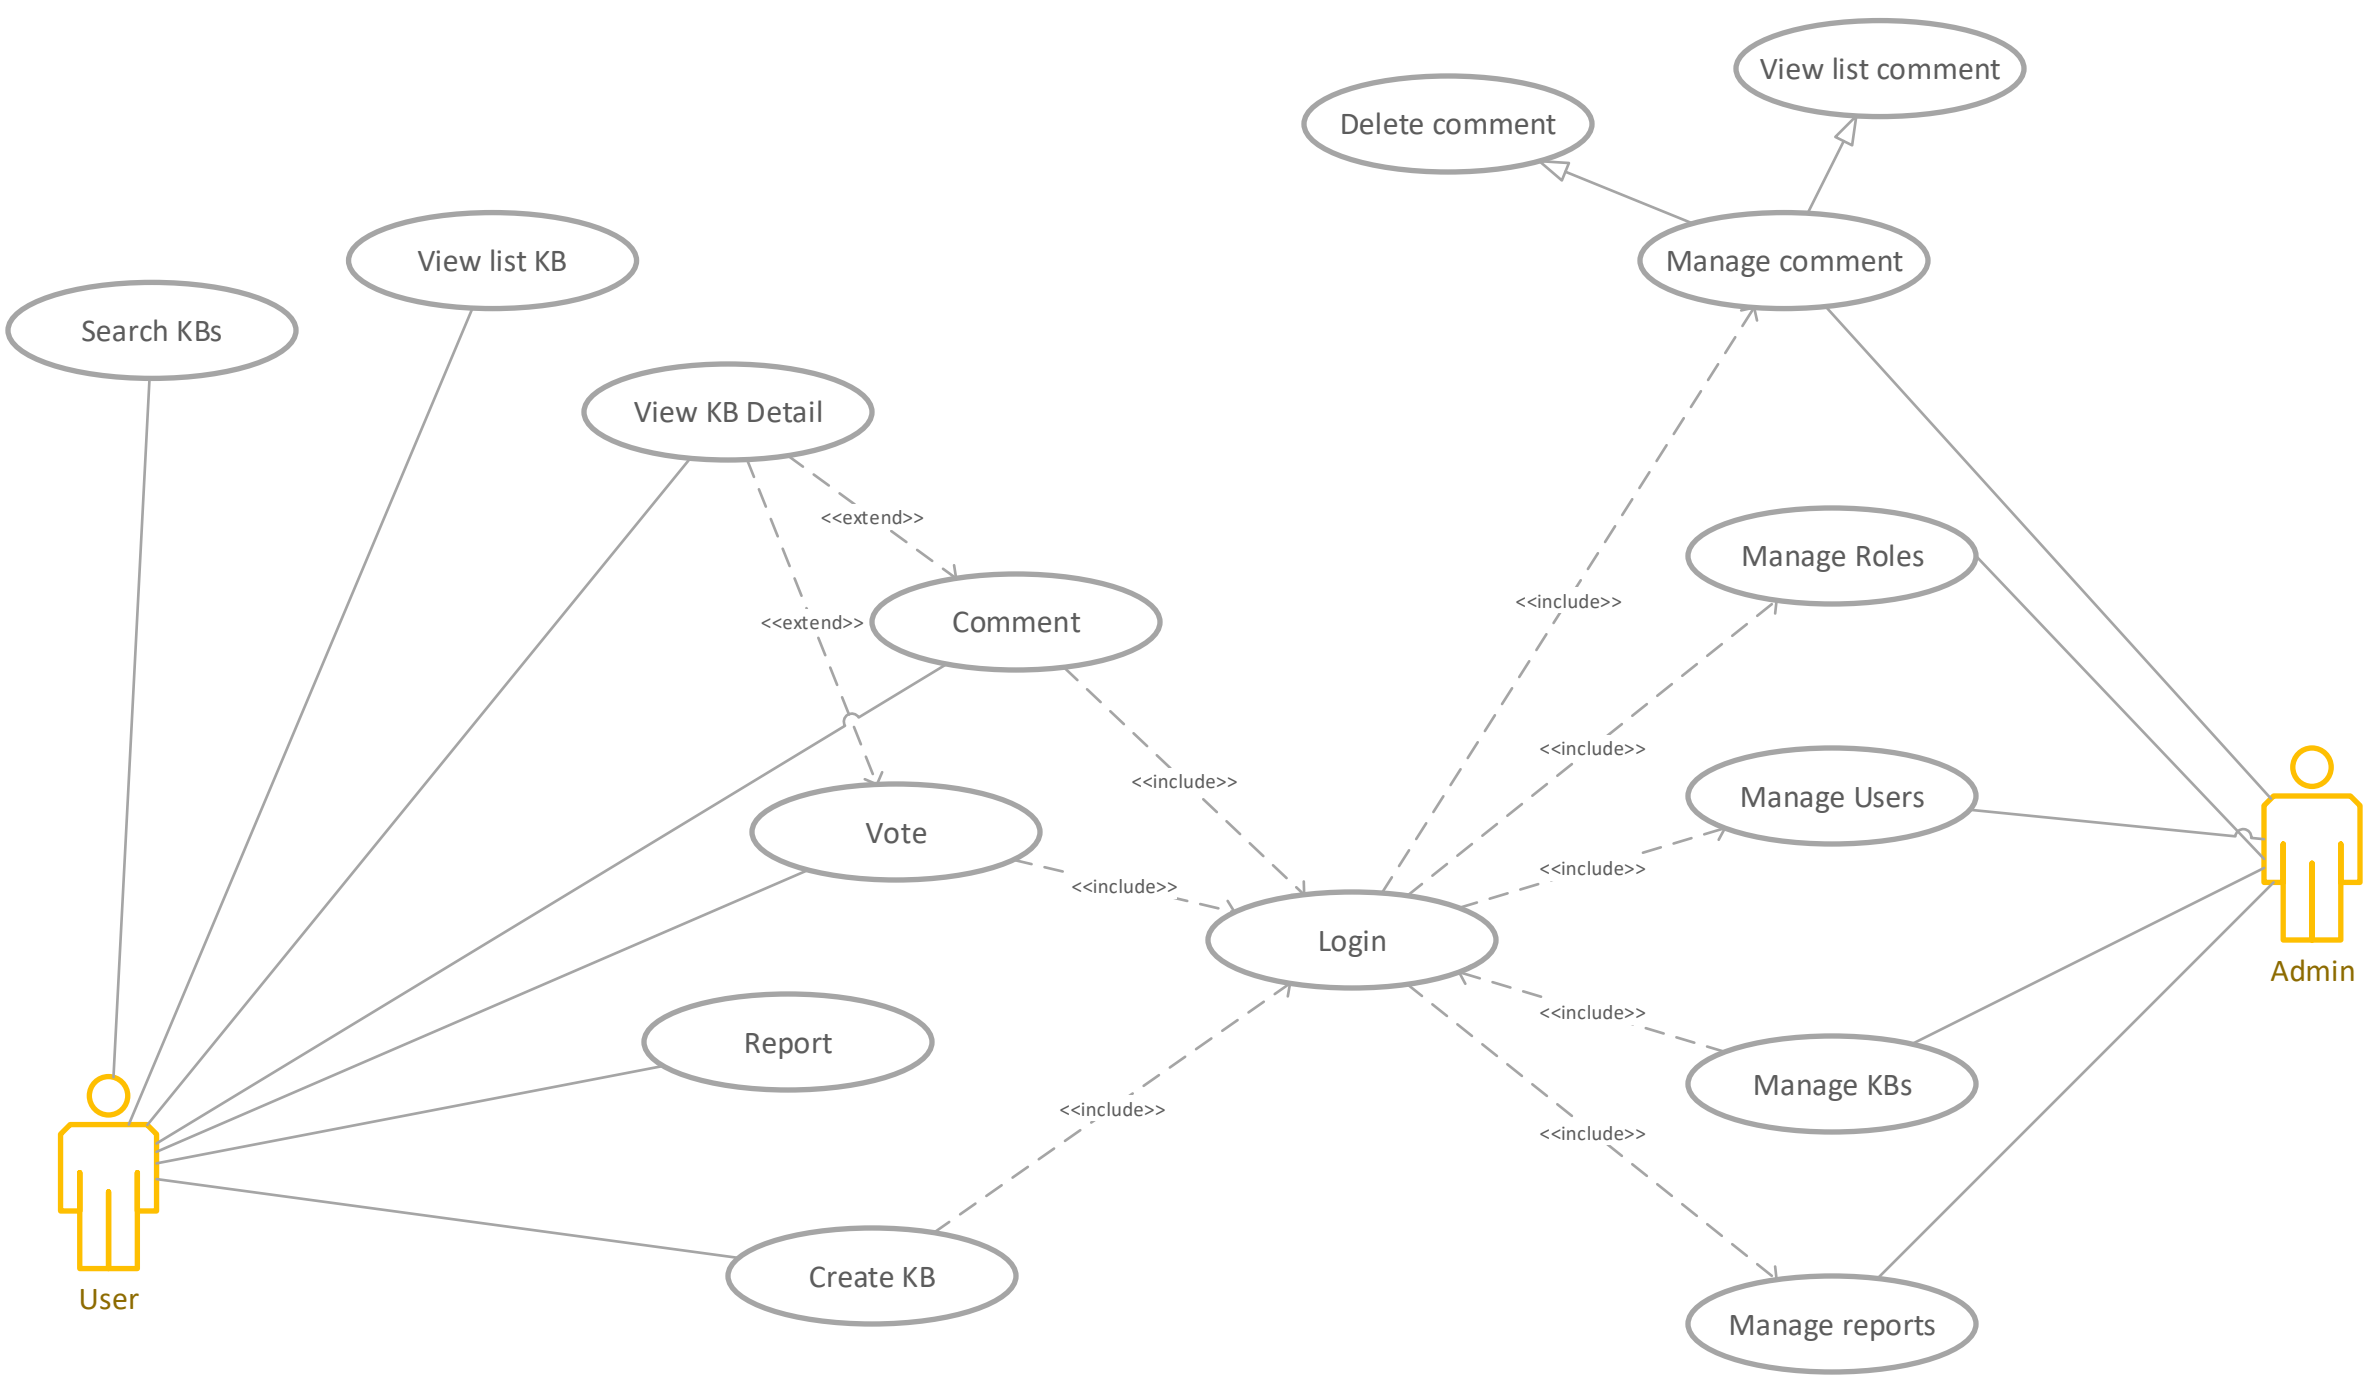 View list comment
Delete comment
View list KB
Manage comment
Search KBs
View KB Detail
<<extend>>
Manage Roles
<<include>>
Comment
<<extend>>
<<include>>
<<include>>
Manage Users
Vote
<<include>>
<<include>>
Login
Admin
<<include>>
Report
Manage KBs
<<include>>
<<include>>
Create KB
User
Manage reports